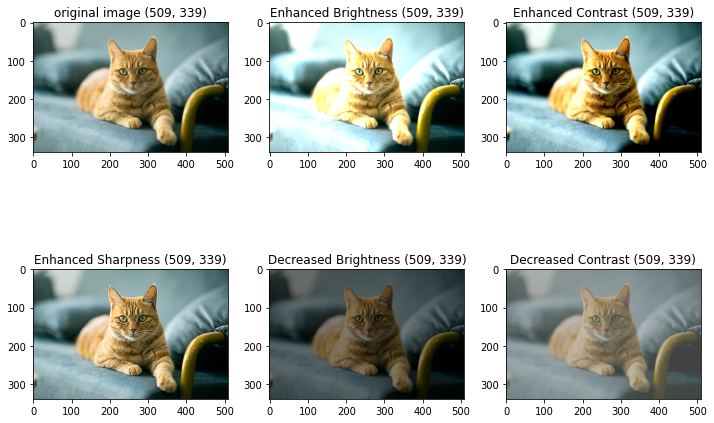 original image (509, 339)
Enhanced Brightness (509, 339)
Enhanced Contrast (509, 339)
0
100
200
300
0 100 200 300 400 500
0
100
200
300
0 100 200 300 400 500
0
100
200
300
0 100 200 300 400 500
Enhanced Sharpness (509, 339)
Decreased Brightness (509, 339)
Decreased Contrast (509, 339)
0
100
200
300
0 100 200 300 400 500
0
100
200
300
0 100 200 300 400 500
0
100
200
300
0 100 200 300 400 500